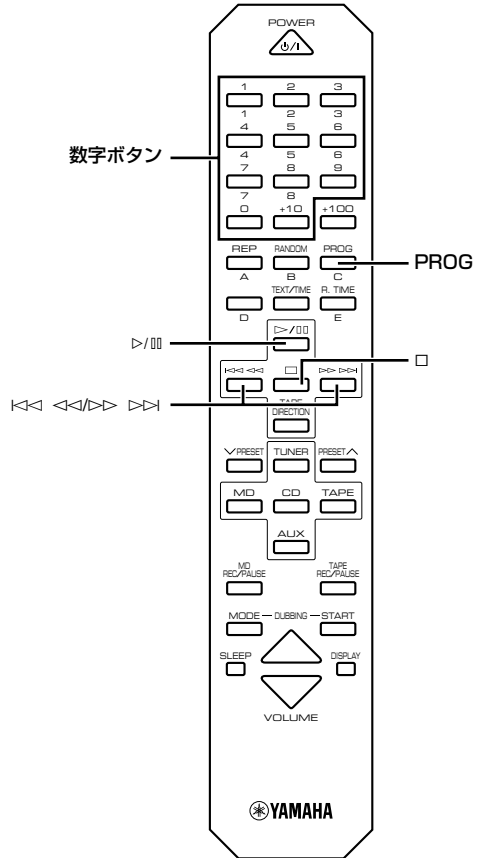 POWER
⏻/I
1 2 3
1 2 3
4 5 6
数字ボタン
4 5 6
7 8 9
7 8
0 +10 +100
REP RANDOM PROG
PROG
A B C
TEXT/TIME R. TIME
D E
▷/▯▯
▷/▯▯
□
|◁◁ ◁◁ □ ▷▷ ▷▷|
|◁◁ ◁◁/▷▷ ▷▷|
TAPE
DIRECTION
∨PRESET TUNER PRESET∧
MD CD TAPE
AUX
MD
REC/PAUSE
TAPE
REC/PAUSE
MODE – DUBBING – START
SLEEP DISPLAY
VOLUME
YAMAHA